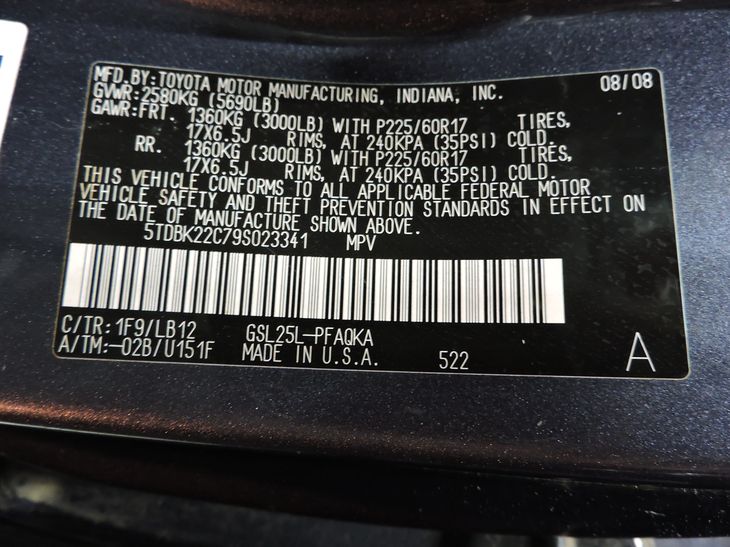 MFD.BY:TOYOTA MOTOR MANUFACTURING, INDIANA, INC. 08/08
GVWR:2580KG (5690LB)
GAWR:FRT. 1360KG (3000LB) WITH P225/60R17 TIRES,
17X6.5J RIMS, AT 240KPA (35PSI) COLD.
RR. 1360KG (3000LB) WITH P225/60R17 TIRES,
17X6.5J RIMS, AT 240KPA (35PSI) COLD.
THIS VEHICLE CONFORMS TO ALL APPLICABLE FEDERAL MOTOR
VEHICLE SAFETY AND THEFT PREVENTION STANDARDS IN EFFECT ON
THE DATE OF MANUFACTURE SHOWN ABOVE.
5TDBK22C79S023341 MPV
C/TR:1F9/LB12 GSL25L-PFAQKA
A/TM:-02B/U151F MADE IN U.S.A. 522 A